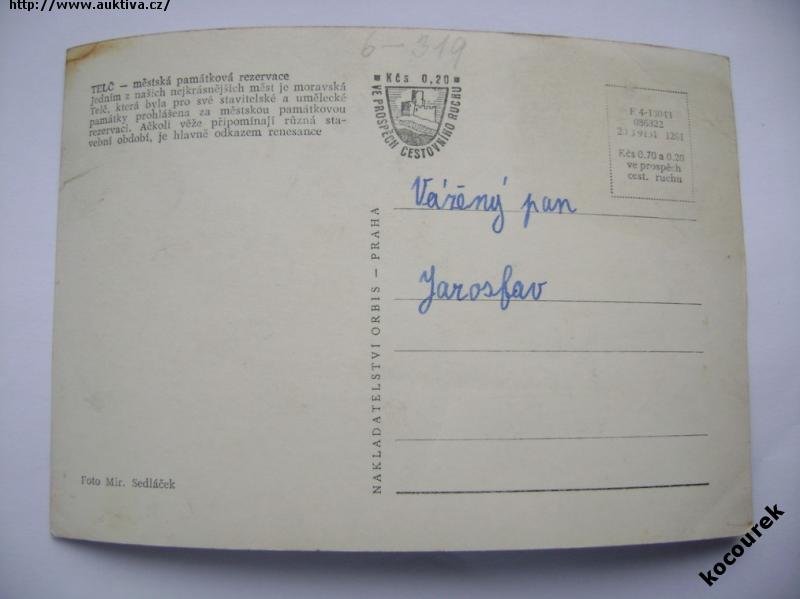 http://www.auktiva.cz/
6-319
TELČ — městská památková rezervace
Jedním z našich nejkrásnějších měst je moravská
Telč, která byla pro své stavitelské a umělecké
památky prohlášena za městskou památkovou
rezervaci. Ačkoli věže připomínají různá sta-
vební období, je hlavně odkazem renesance
Kčs 0,20
VE PROSPĚCH CESTOVNÍHO RUCHU
Kčs 0.70 a 0.20
ve prospěch
cest. ruchu
Vážený pan
Jaroslav
NAKLADATELSTVÍ ORBIS — PRAHA
Foto Mir. Sedláček
kocourek